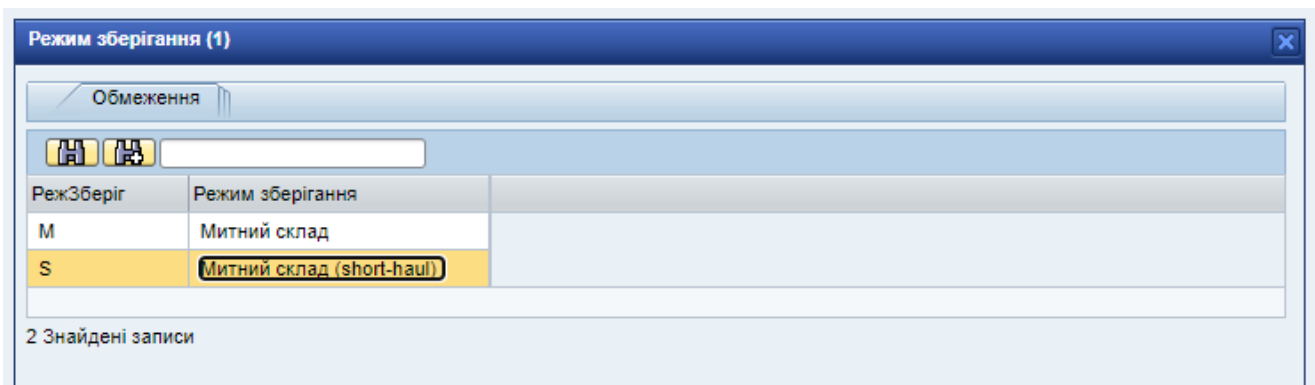 Режим зберігання (1)
Обмеження
РежЗберіг Режим зберігання
M Митний склад
S Митний склад (short-haul)
2 Знайдені записи